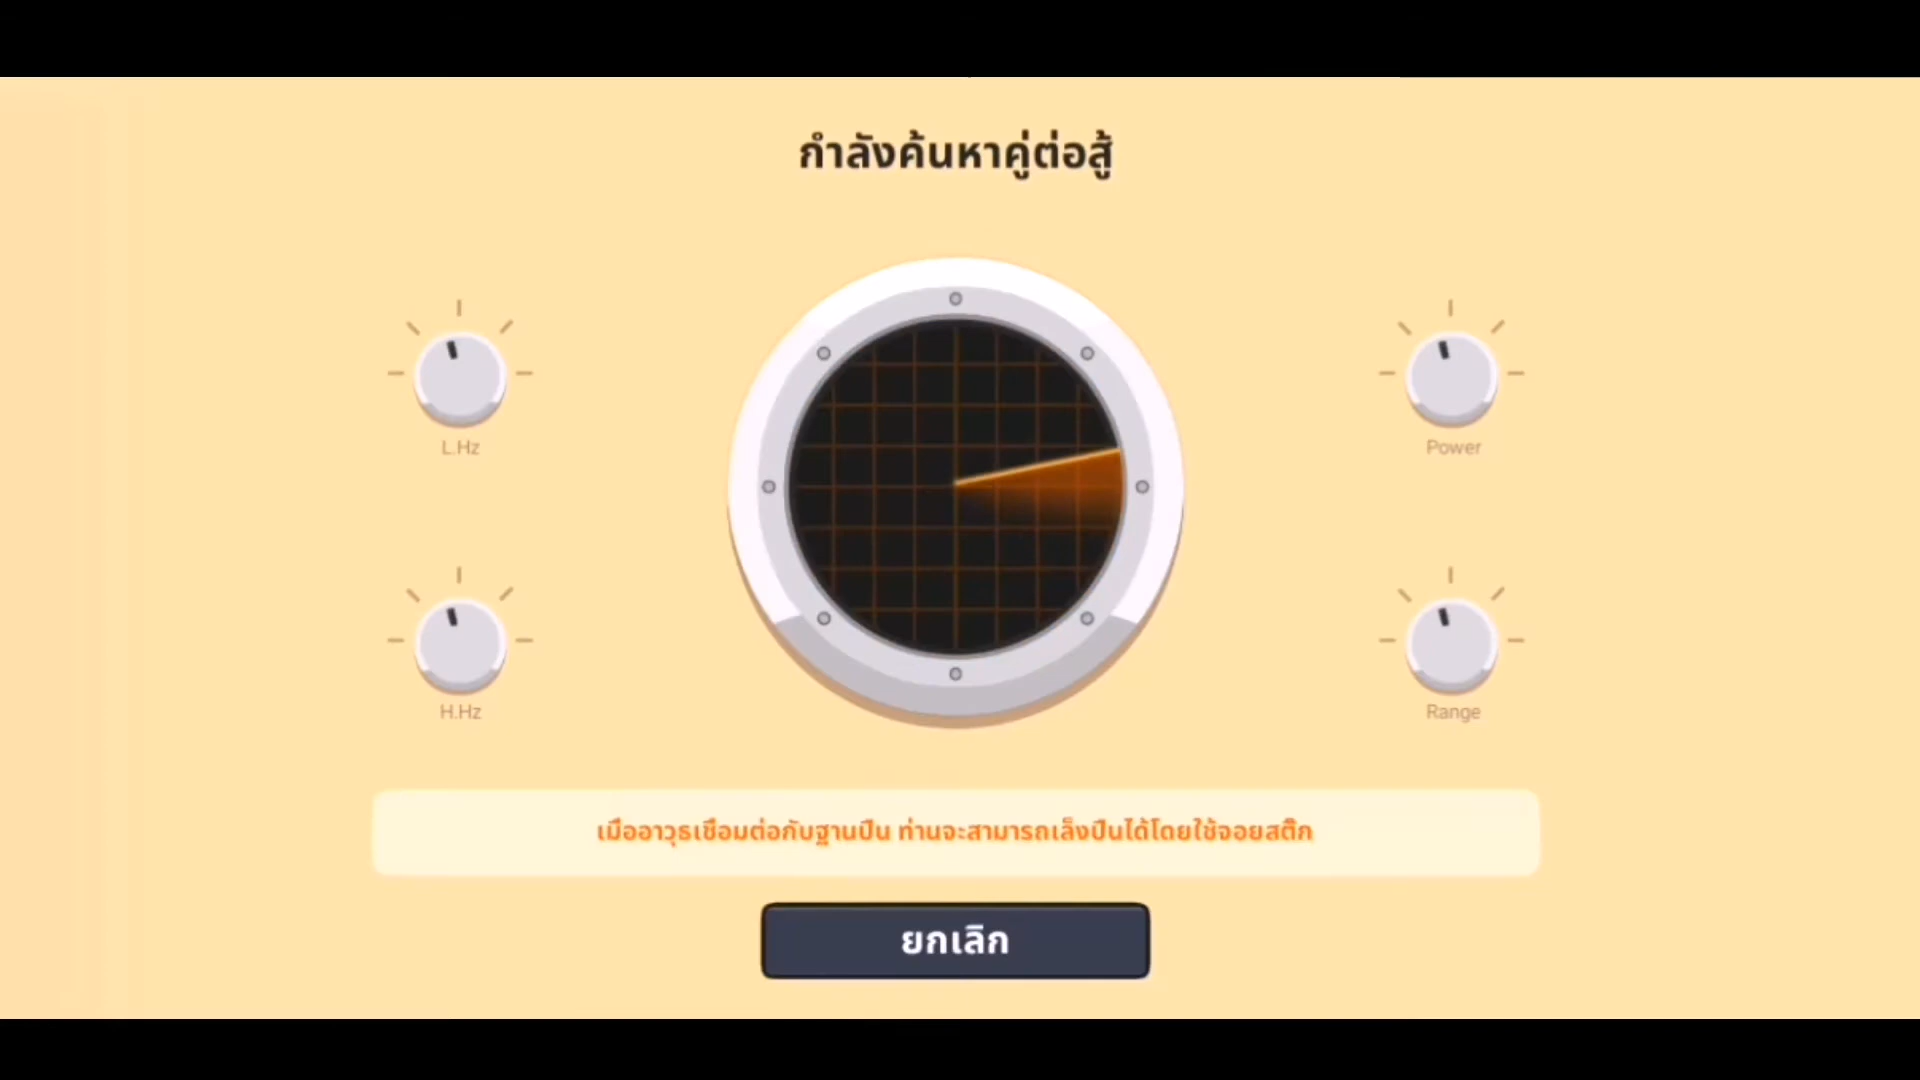 กำลังค้นหาคู่ต่อสู้
L.Hz
Power
H.Hz
Range
เมื่ออาวุธเชื่อมต่อกับฐานปืน ท่านจะสามารถเล็งปืนได้โดยใช้จอยสติ๊ก
ยกเลิก